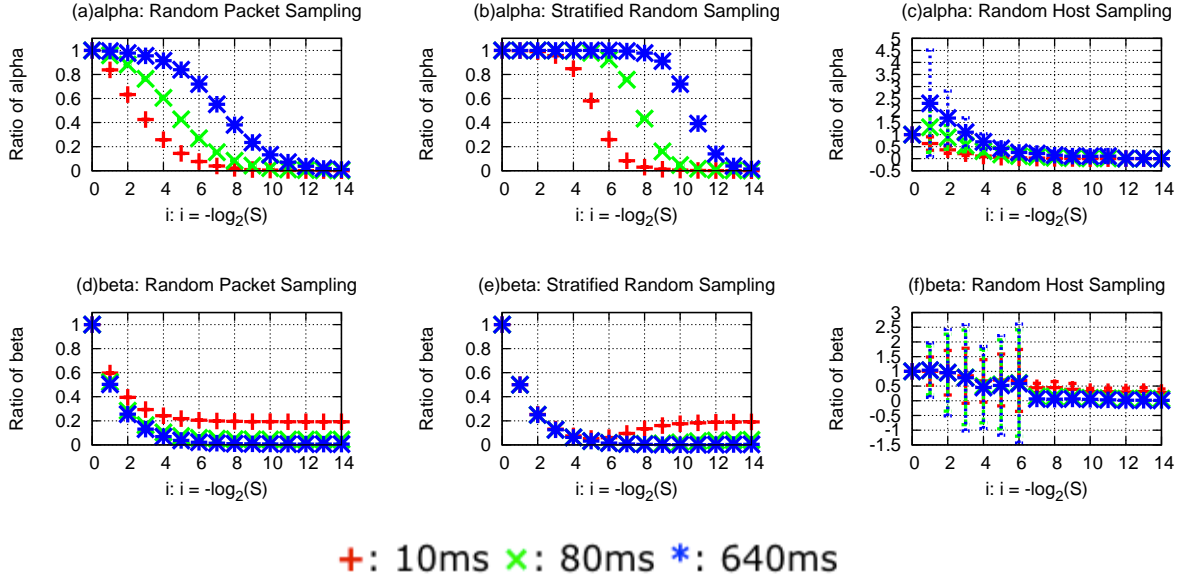 (a)alpha: Random Packet Sampling
Ratio of alpha
1
0.8
0.6
0.4
0.2
0
0 2 4 6 8 10 12 14
i: i = -log2(S)
(b)alpha: Stratified Random Sampling
Ratio of alpha
1
0.8
0.6
0.4
0.2
0
0 2 4 6 8 10 12 14
i: i = -log2(S)
(c)alpha: Random Host Sampling
Ratio of alpha
5
4.5
3.5
2.5
1.5
1
0.5
0
-0.5
0 2 4 6 8 10 12 14
i: i = -log2(S)
(d)beta: Random Packet Sampling
Ratio of beta
1
0.8
0.6
0.4
0.2
0
0 2 4 6 8 10 12 14
i: i = -log2(S)
(e)beta: Stratified Random Sampling
Ratio of beta
1
0.8
0.6
0.4
0.2
0
0 2 4 6 8 10 12 14
i: i = -log2(S)
(f)beta: Random Host Sampling
Ratio of beta
3
2.5
2
1.5
1
0.5
0
-0.5
-1
-1.5
0 2 4 6 8 10 12 14
i: i = -log2(S)
+: 10ms ×: 80ms *: 640ms